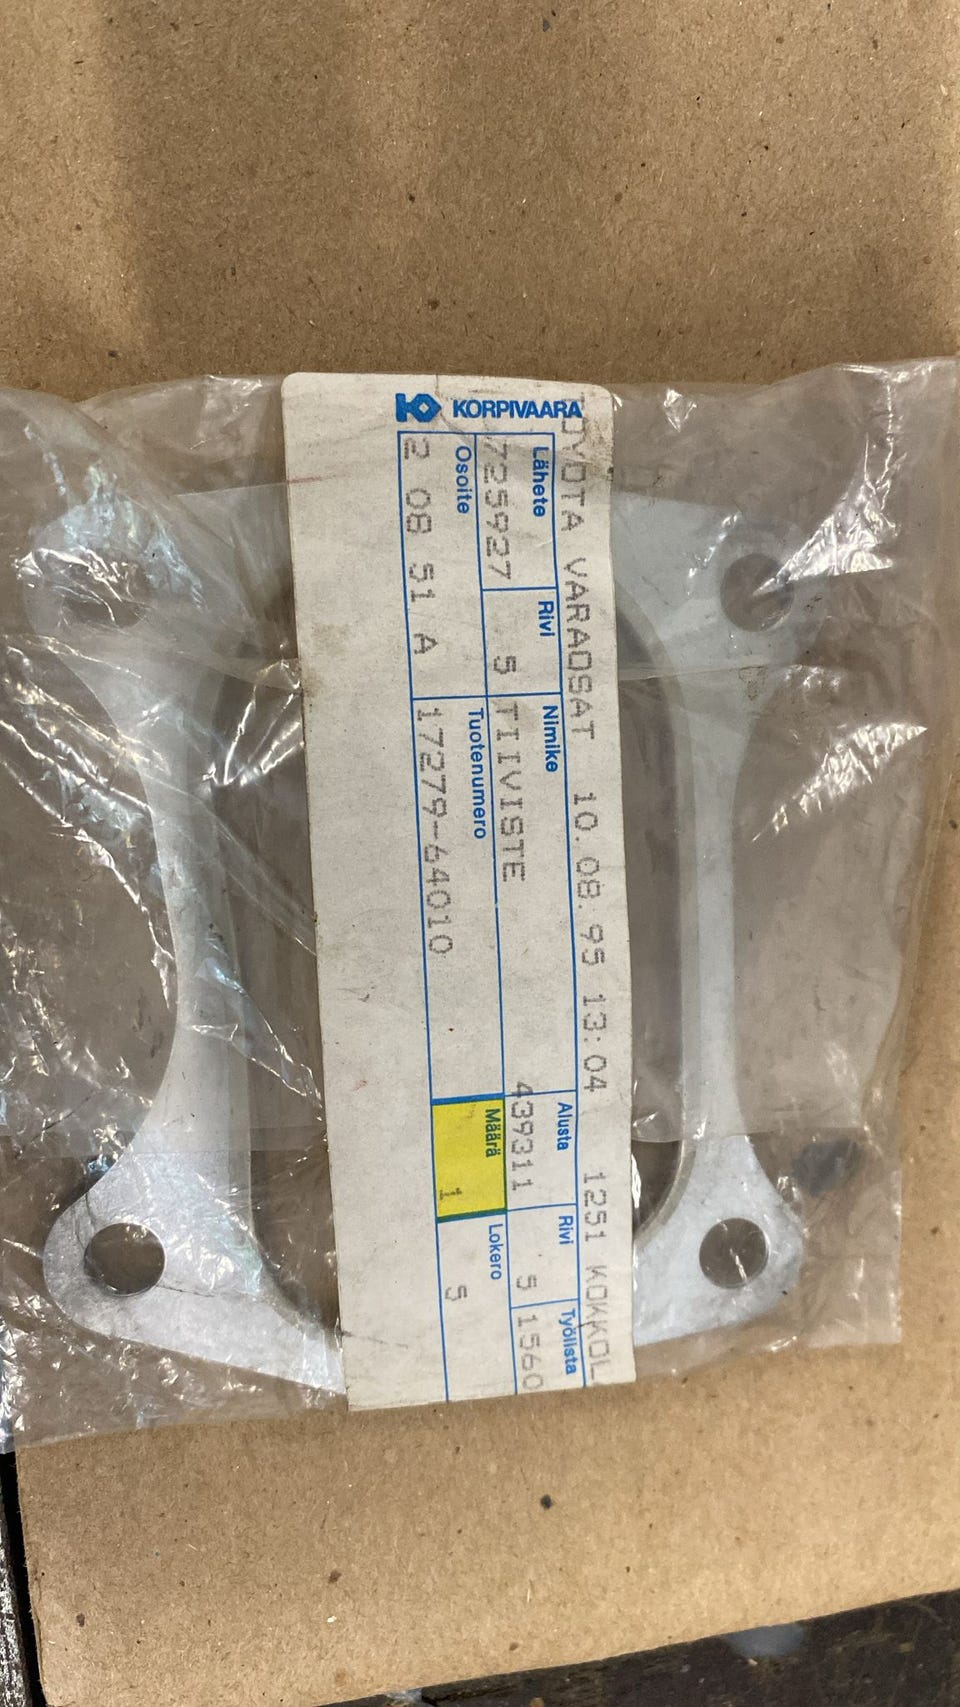 KORPIVAARA
TOYOTA VARAOSAT 10.08.95 13:04 1251 KOKKOL
Lähete Rivi Nimike Alusta Rivi Työlista
725927 5 TIIVISTE 439311 5 1560
Osoite Tuotenumero Määrä Lokero
2 08 51 A 17279-64010 1 5